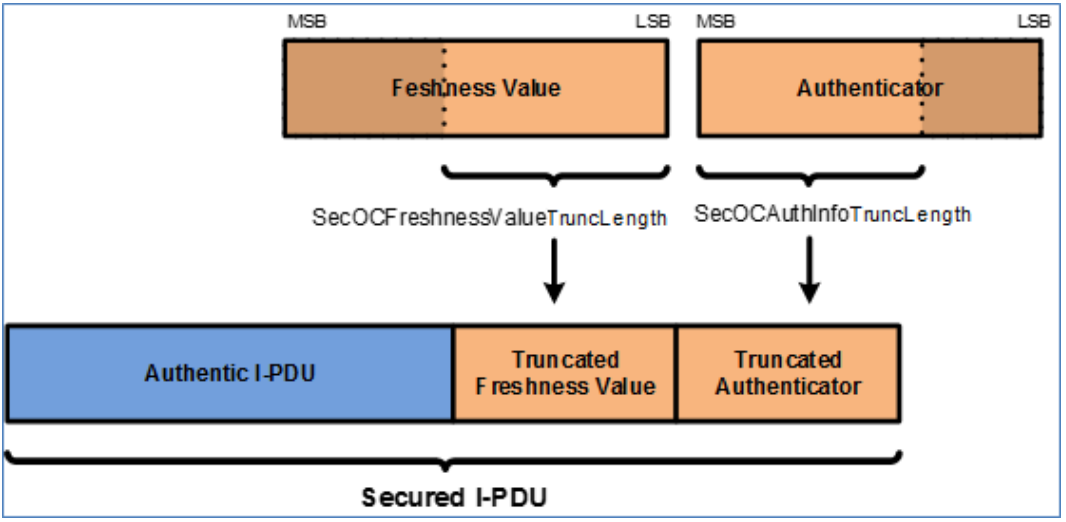 MSB LSB MSB LSB
Feshness Value Authenticator
SecOCFreshnessValueTruncLength SecOCAuthInfoTruncLength
Authentic I-PDU
Truncated
Freshness Value
Truncated
Authenticator
Secured I-PDU